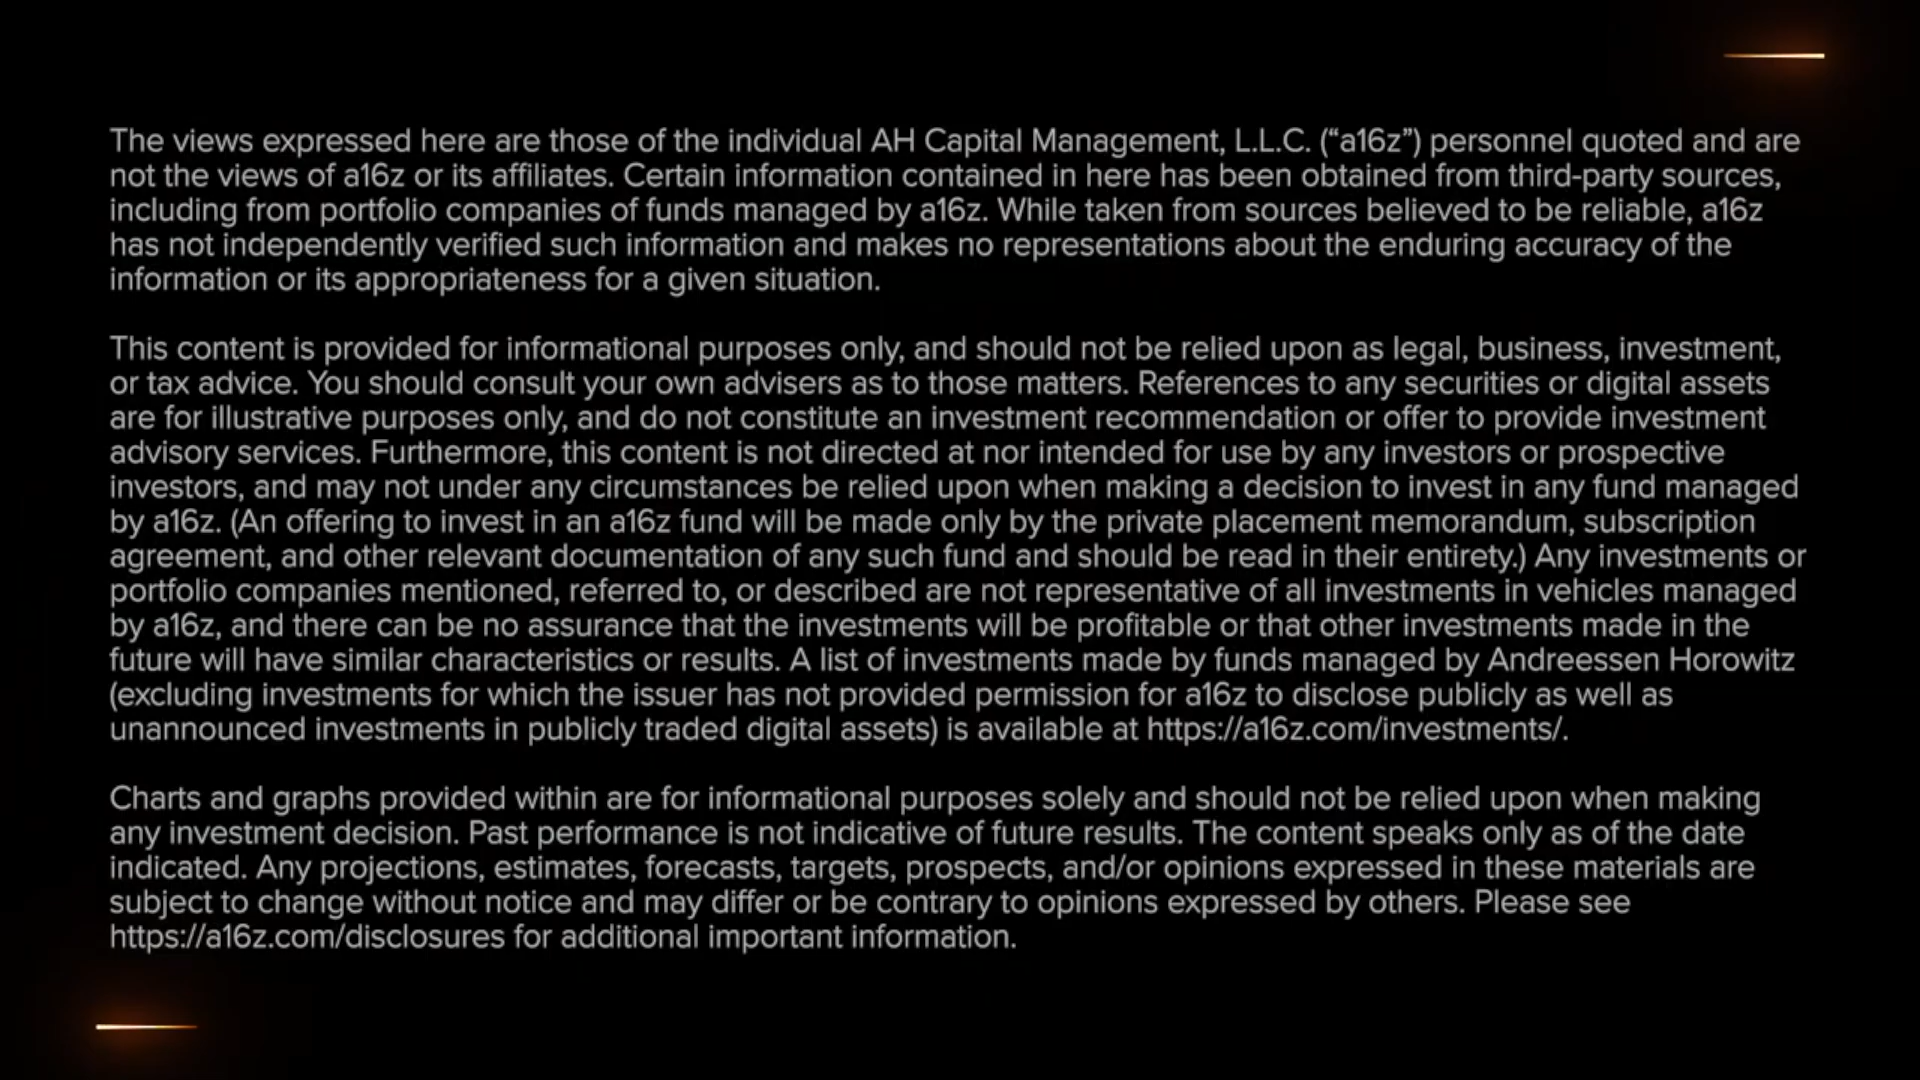 The views expressed here are those of the individual AH Capital Management, L.L.C. (“a16z”) personnel quoted and are
not the views of a16z or its affiliates. Certain information contained in here has been obtained from third-party sources,
including from portfolio companies of funds managed by a16z. While taken from sources believed to be reliable, a16z
has not independently verified such information and makes no representations about the enduring accuracy of the
information or its appropriateness for a given situation.
This content is provided for informational purposes only, and should not be relied upon as legal, business, investment,
or tax advice. You should consult your own advisers as to those matters. References to any securities or digital assets
are for illustrative purposes only, and do not constitute an investment recommendation or offer to provide investment
advisory services. Furthermore, this content is not directed at nor intended for use by any investors or prospective
investors, and may not under any circumstances be relied upon when making a decision to invest in any fund managed
by a16z. (An offering to invest in an a16z fund will be made only by the private placement memorandum, subscription
agreement, and other relevant documentation of any such fund and should be read in their entirety.) Any investments or
portfolio companies mentioned, referred to, or described are not representative of all investments in vehicles managed
by a16z, and there can be no assurance that the investments will be profitable or that other investments made in the
future will have similar characteristics or results. A list of investments made by funds managed by Andreessen Horowitz
(excluding investments for which the issuer has not provided permission for a16z to disclose publicly as well as
unannounced investments in publicly traded digital assets) is available at https://a16z.com/investments/.
Charts and graphs provided within are for informational purposes solely and should not be relied upon when making
any investment decision. Past performance is not indicative of future results. The content speaks only as of the date
indicated. Any projections, estimates, forecasts, targets, prospects, and/or opinions expressed in these materials are
subject to change without notice and may differ or be contrary to opinions expressed by others. Please see
https://a16z.com/disclosures for additional important information.